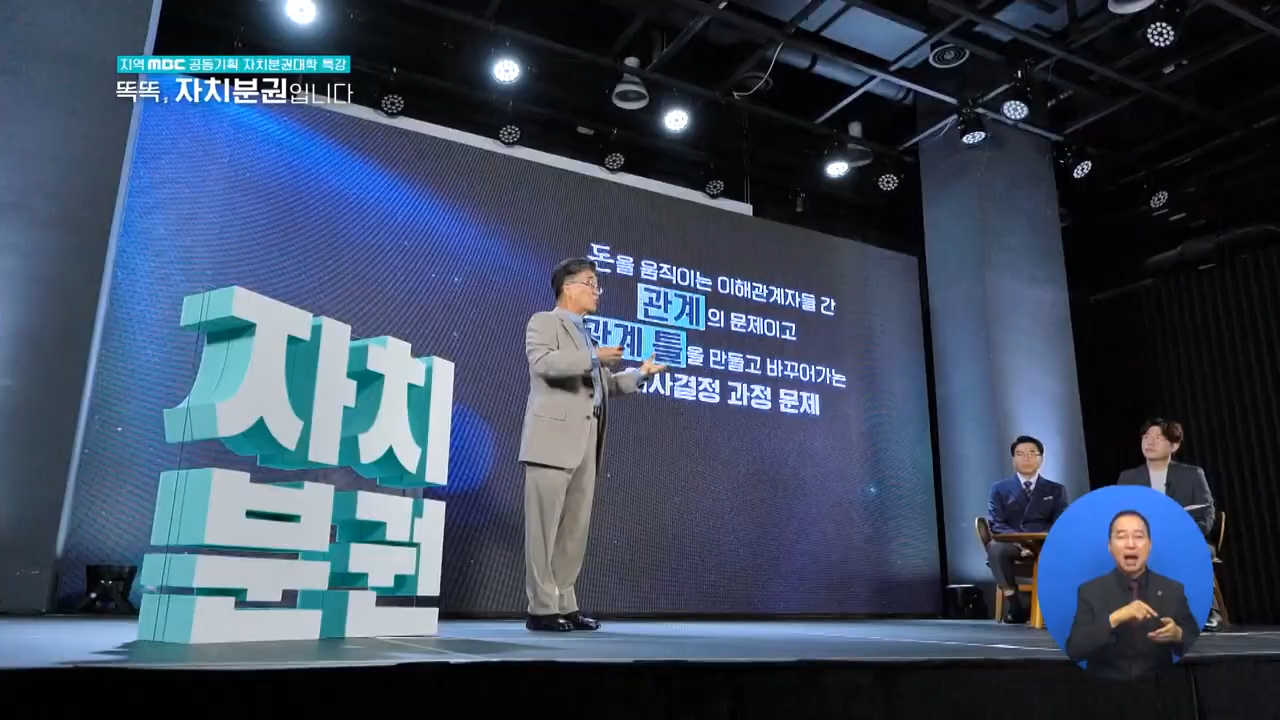 지역 MBC 공동기획 자치분권대학 특강
똑똑, 자치분권입니다
돈을 움직이는 이해관계자들 간
관계의 문제이고
관계 틀을 만들고 바꾸어가는
사결정 과정 문제
자치
분권